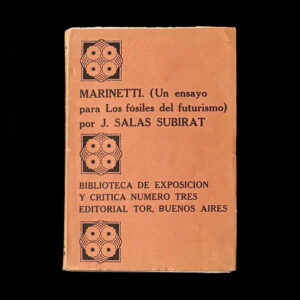 MARINETTI. (Un ensayo
para Los fósiles del futurismo)
por J. SALAS SUBIRAT
BIBLIOTECA DE EXPOSICION
Y CRITICA NUMERO TRES
EDITORIAL TOR, BUENOS AIRES